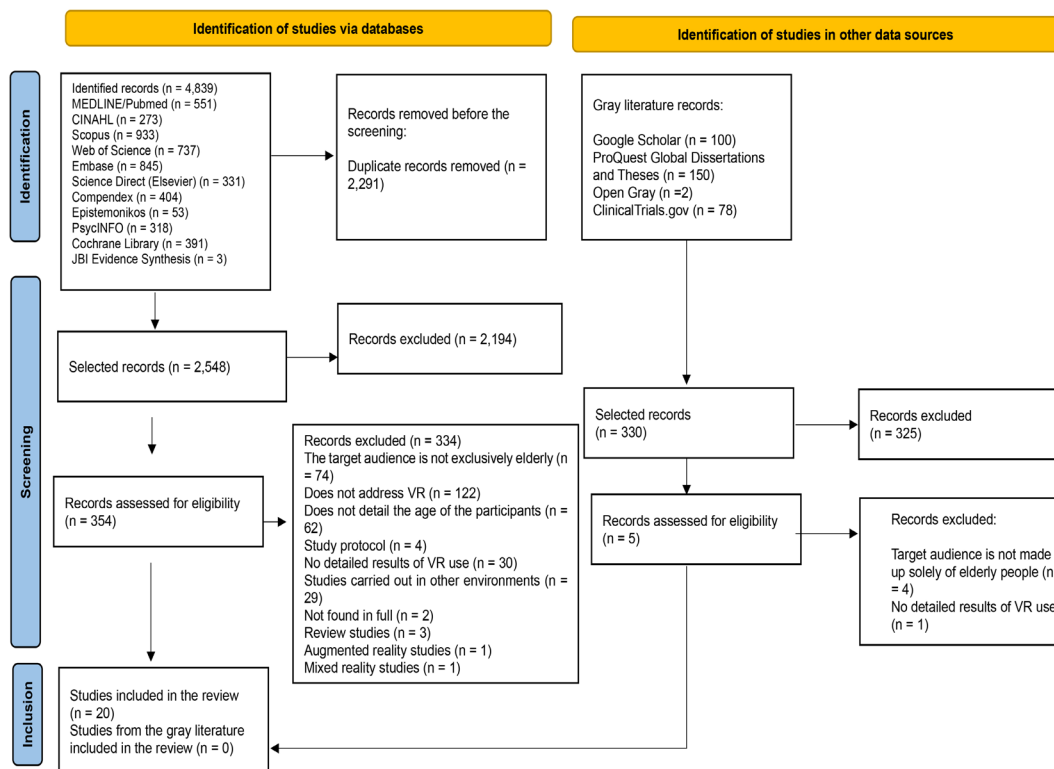 Identification of studies via databases
Identification of studies in other data sources
Identification
Identified records (n = 4,839)
MEDLINE/Pubmed (n = 551)
CINAHL (n = 273)
Scopus (n = 933)
Web of Science (n = 737)
Embase (n = 845)
Science Direct (Elsevier) (n = 331)
Compendex (n = 404)
Epistemonikos (n = 53)
PsycINFO (n = 318)
Cochrane Library (n = 391)
JBI Evidence Synthesis (n = 3)
Records removed before the
screening:
Duplicate records removed (n =
2,291)
Gray literature records:
Google Scholar (n = 100)
ProQuest Global Dissertations
and Theses (n = 150)
Open Gray (n =2)
ClinicalTrials.gov (n = 78)
Screening
Selected records (n = 2,548)
Records excluded (n = 2,194)
Selected records
(n = 330)
Records excluded
(n = 325)
Records assessed for eligibility
(n = 354)
Records excluded (n = 334)
The target audience is not exclusively elderly (n
= 74)
Does not address VR (n = 122)
Does not detail the age of the participants (n =
62)
Study protocol (n = 4)
No detailed results of VR use (n = 30)
Studies carried out in other environments (n =
29)
Not found in full (n = 2)
Review studies (n = 3)
Augmented reality studies (n = 1)
Mixed reality studies (n = 1)
Records assessed for eligibility
(n = 5)
Records excluded:
Target audience is not made
up solely of elderly people (n
= 4)
No detailed results of VR use
(n = 1)
Inclusion
Studies included in the review
(n = 20)
Studies from the gray literature
included in the review (n = 0)